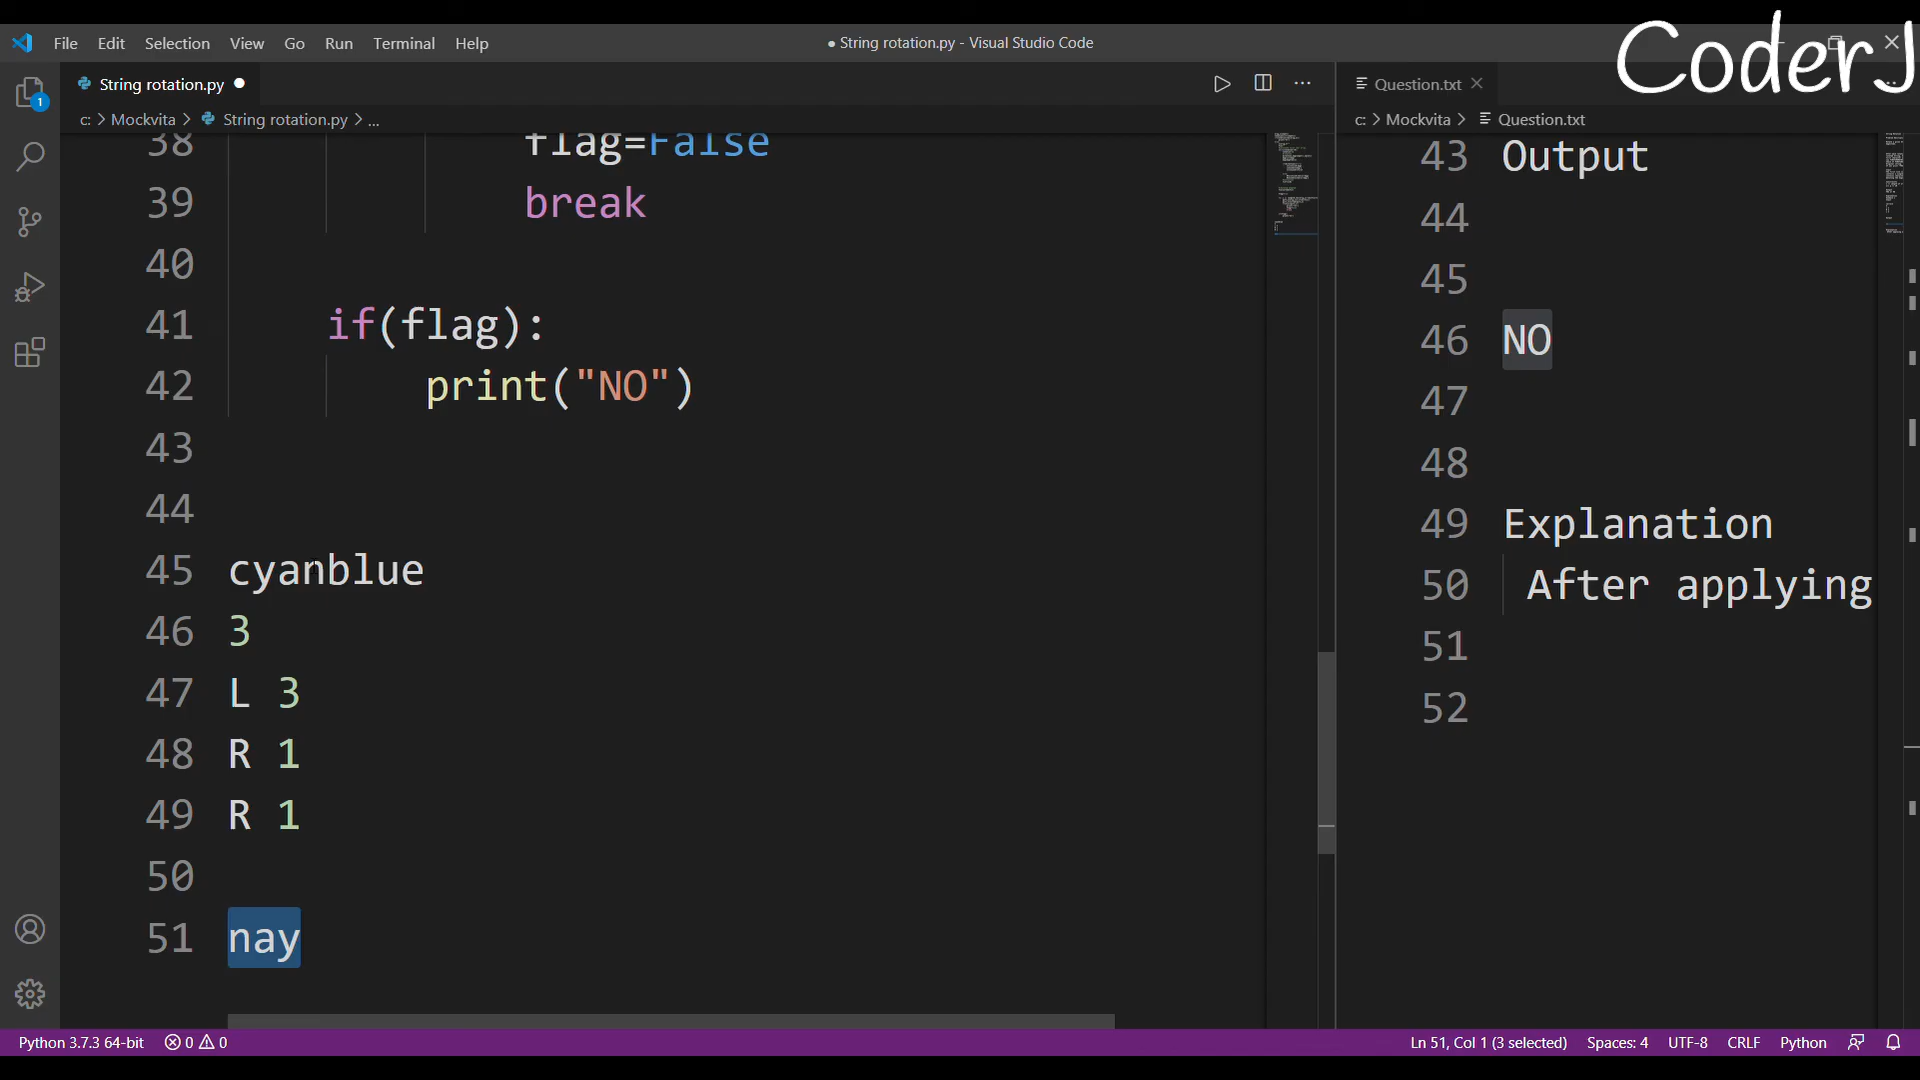 File Edit Selection View Go Run Terminal Help
● String rotation.py - Visual Studio Code
CoderJ
String rotation.py ●
Question.txt
c: > Mockvita > String rotation.py > ...
c: > Mockvita > Question.txt
38 flag=False
39 break
40
41 if(flag):
42 print("NO")
43
44
45 cyanblue
46 3
47 L 3
48 R 1
49 R 1
50
51 nay
43 Output
44
45
46 NO
47
48
49 Explanation
50 After applying
51
52
1
Python 3.7.3 64-bit 0 0
Ln 51, Col 1 (3 selected) Spaces: 4 UTF-8 CRLF Python